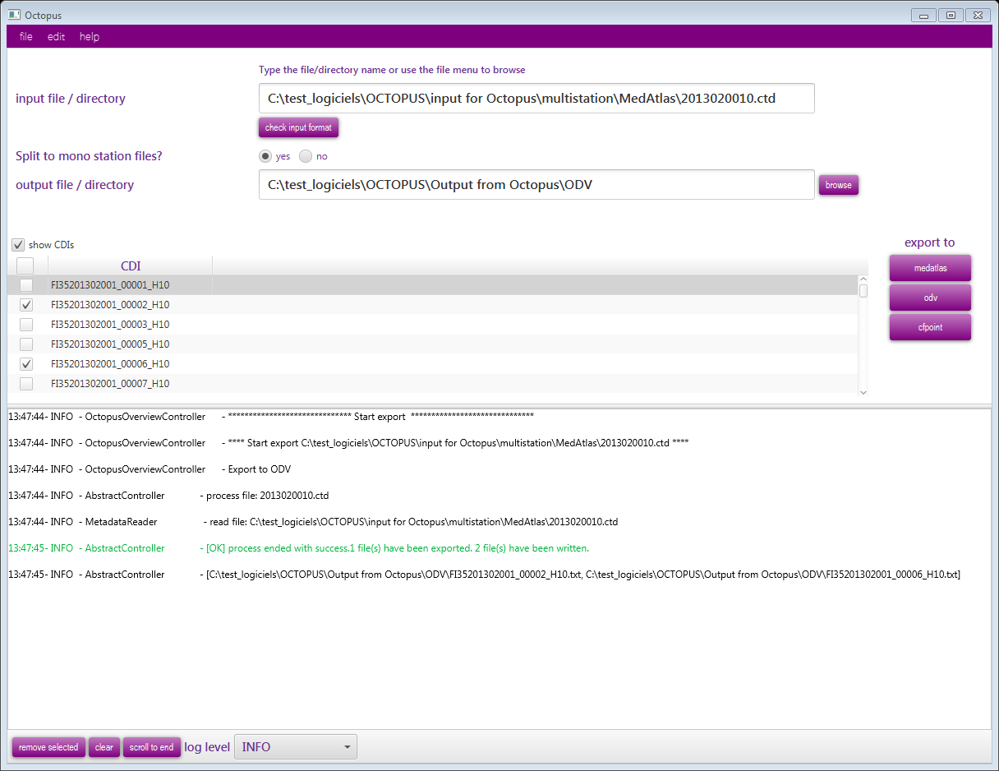 Octopus
file edit help
Type the file/directory name or use the file menu to browse
input file / directory
C:\test_logiciels\OCTOPUS\input for Octopus\multistation\MedAtlas\2013020010.ctd
check input format
Split to mono station files?
yes no
output file / directory
C:\test_logiciels\OCTOPUS\Output from Octopus\ODV
browse
show CDIs
export to
CDI
medatlas
FI35201302001_00001_H10
FI35201302001_00002_H10
odv
FI35201302001_00003_H10
cfpoint
FI35201302001_00005_H10
FI35201302001_00006_H10
FI35201302001_00007_H10
13:47:44- INFO - OctopusOverviewController - ****************************** Start export ******************************
13:47:44- INFO - OctopusOverviewController - **** Start export C:\test_logiciels\OCTOPUS\input for Octopus\multistation\MedAtlas\2013020010.ctd ****
13:47:44- INFO - OctopusOverviewController - Export to ODV
13:47:44- INFO - AbstractController - process file: 2013020010.ctd
13:47:44- INFO - MetadataReader - read file: C:\test_logiciels\OCTOPUS\input for Octopus\multistation\MedAtlas\2013020010.ctd
13:47:45- INFO - AbstractController - [OK] process ended with success.1 file(s) have been exported. 2 file(s) have been written.
13:47:45- INFO - AbstractController - [C:\test_logiciels\OCTOPUS\Output from Octopus\ODV\FI35201302001_00002_H10.txt, C:\test_logiciels\OCTOPUS\Output from Octopus\ODV\FI35201302001_00006_H10.txt]
remove selected clear scroll to end log level INFO